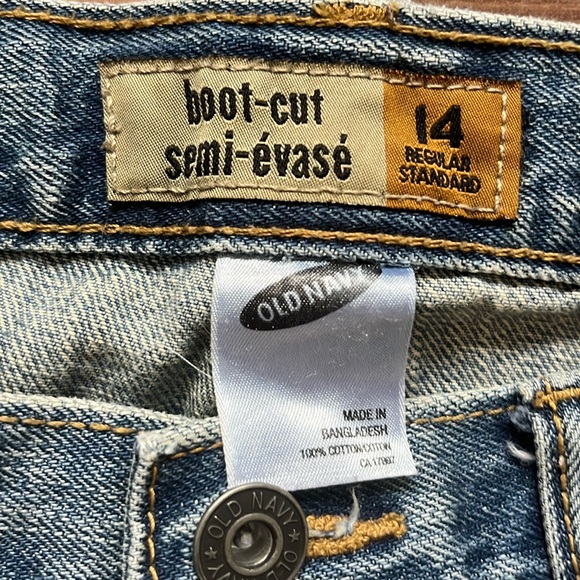 boot-cut
semi-évasé
14
REGULAR
STANDARD
OLD NAVY
MADE IN
BANGLADESH
100% COTTON/COTON
CA 17897
OLD NAVY